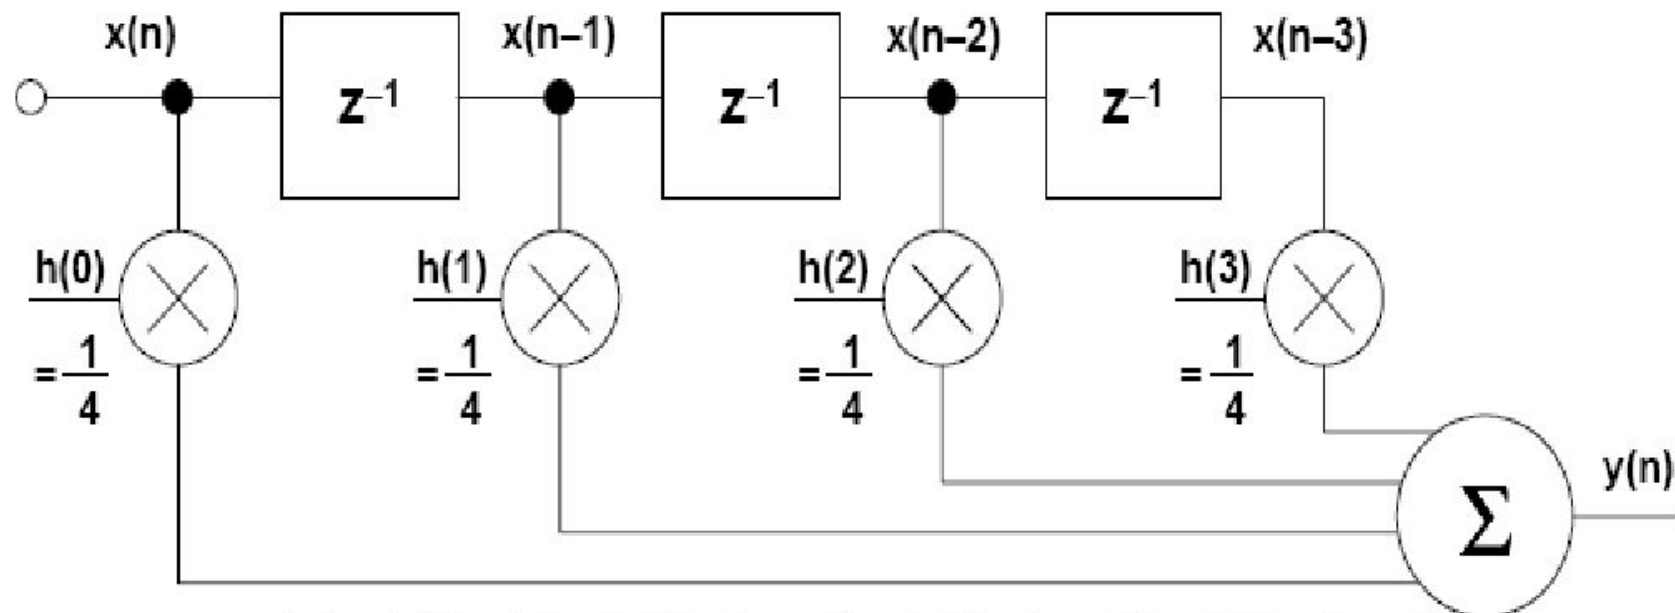 x(n) x(n–1) x(n–2) x(n–3)
z⁻¹ z⁻¹ z⁻¹
h(0) h(1) h(2) h(3)
= 1/4 = 1/4 = 1/4 = 1/4
y(n)
Σ